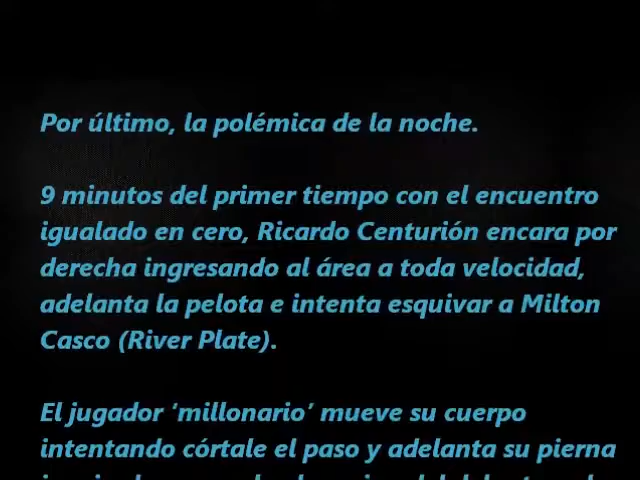 Por último, la polémica de la noche.
9 minutos del primer tiempo con el encuentro
igualado en cero, Ricardo Centurión encara por
derecha ingresando al área a toda velocidad,
adelanta la pelota e intenta esquivar a Milton
Casco (River Plate).
El jugador ‘millonario’ mueve su cuerpo
intentando córtale el paso y adelanta su pierna